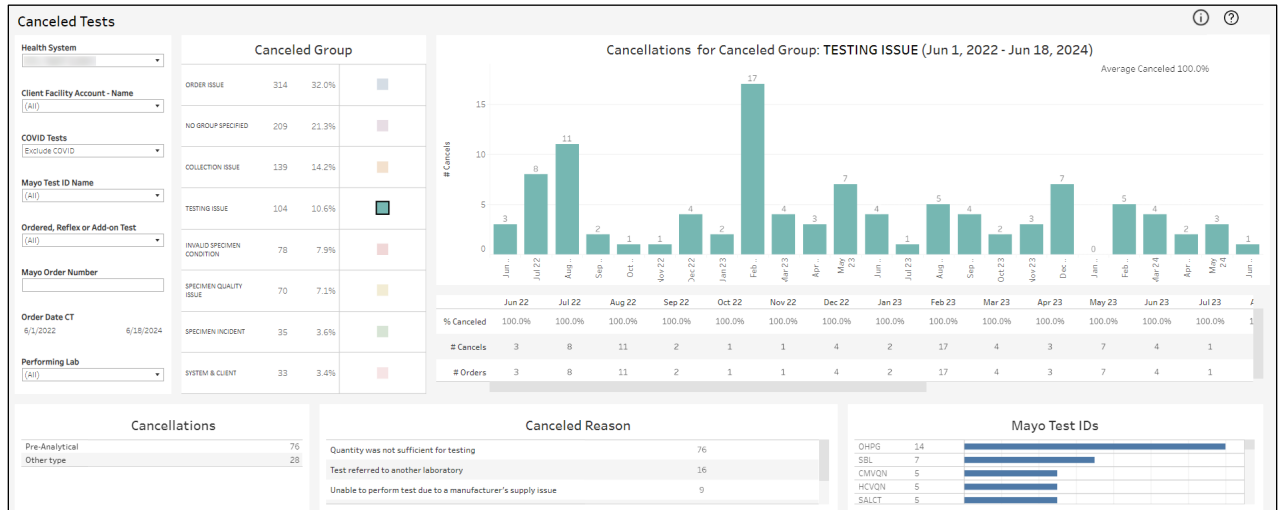 Canceled Tests
Health System
Client Facility Account - Name
(All)
COVID Tests
Exclude COVID
Mayo Test ID Name
(All)
Ordered, Reflex or Add-on Test
(All)
Mayo Order Number
Order Date CT
6/1/2022 6/18/2024
Performing Lab
(All)
Canceled Group
ORDER ISSUE 314 32.0%
NO GROUP SPECIFIED 209 21.3%
COLLECTION ISSUE 139 14.2%
TESTING ISSUE 104 10.6%
INVALID SPECIMEN
CONDITION 78 7.9%
SPECIMEN QUALITY
ISSUE 70 7.1%
SPECIMEN INCIDENT 35 3.6%
SYSTEM & CLIENT 33 3.4%
Cancellations for Canceled Group: TESTING ISSUE (Jun 1, 2022 - Jun 18, 2024)
Average Canceled 100.0%
# Cancels
15
10
5
0
3 8 11 2 1 1 4 2 17 4 3 7 4 1 5 4 2 3 7 0 5 4 2 3 1
Jun .. Jul 22 Aug .. Sep .. Oct .. Nov 22 Dec 22 Jan 23 Feb .. Mar 23 Apr .. May 23 Jun .. Jul 23 Aug .. Sep .. Oct 23 Nov 23 Dec .. Jan .. Feb .. Mar 24 Apr .. May 24 Jun ..
Jun 22 Jul 22 Aug 22 Sep 22 Oct 22 Nov 22 Dec 22 Jan 23 Feb 23 Mar 23 Apr 23 May 23 Jun 23 Jul 23
% Canceled 100.0% 100.0% 100.0% 100.0% 100.0% 100.0% 100.0% 100.0% 100.0% 100.0% 100.0% 100.0% 100.0% 100.0% 1
# Cancels 3 8 11 2 1 1 4 2 17 4 3 7 4 1
# Orders 3 8 11 2 1 1 4 2 17 4 3 7 4 1
Cancellations
Pre-Analytical 76
Other type 28
Canceled Reason
Quantity was not sufficient for testing 76
Test referred to another laboratory 16
Unable to perform test due to a manufacturer's supply issue 9
Mayo Test IDs
OHPG 14
SBL 7
CMVQN 5
HCVQN 5
SALCT 5